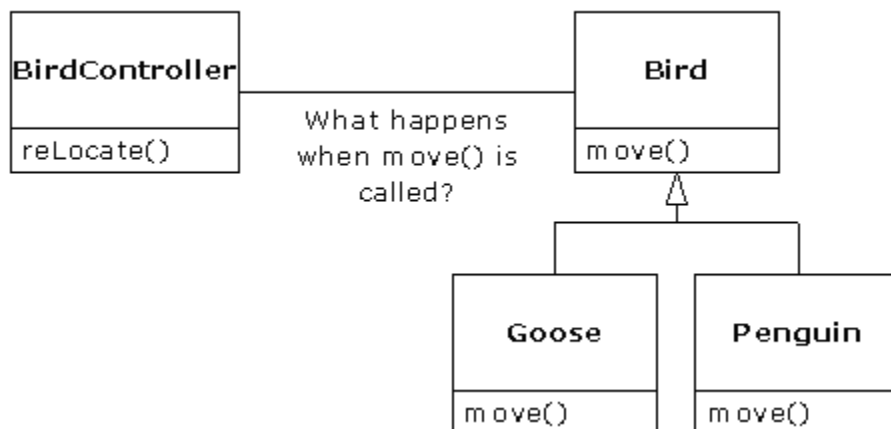 BirdController
reLocate()
What happens
when move() is
called?
Bird
move()
Goose
move()
Penguin
move()